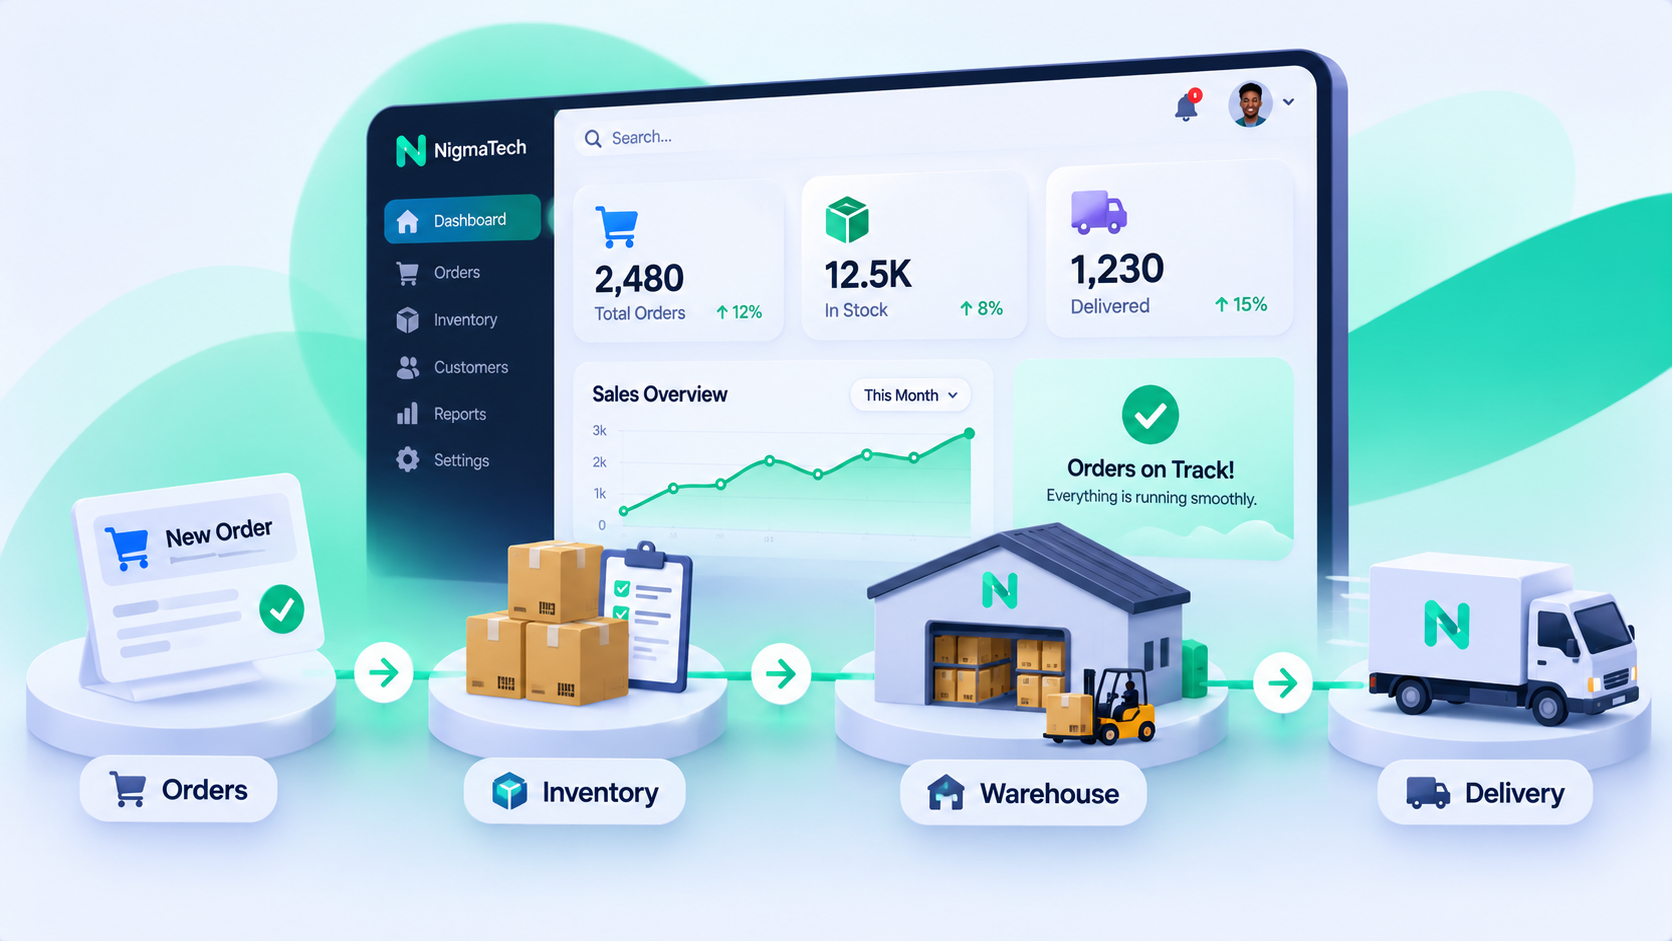 NigmaTech
Search...
Dashboard
Orders
Inventory
Customers
Reports
Settings
2,480
Total Orders
12%
12.5K
In Stock
8%
1,230
Delivered
15%
Sales Overview
This Month
3k
2k
1k
0
Orders on Track!
Everything is running smoothly.
New Order
N
N
Orders
Inventory
Warehouse
Delivery